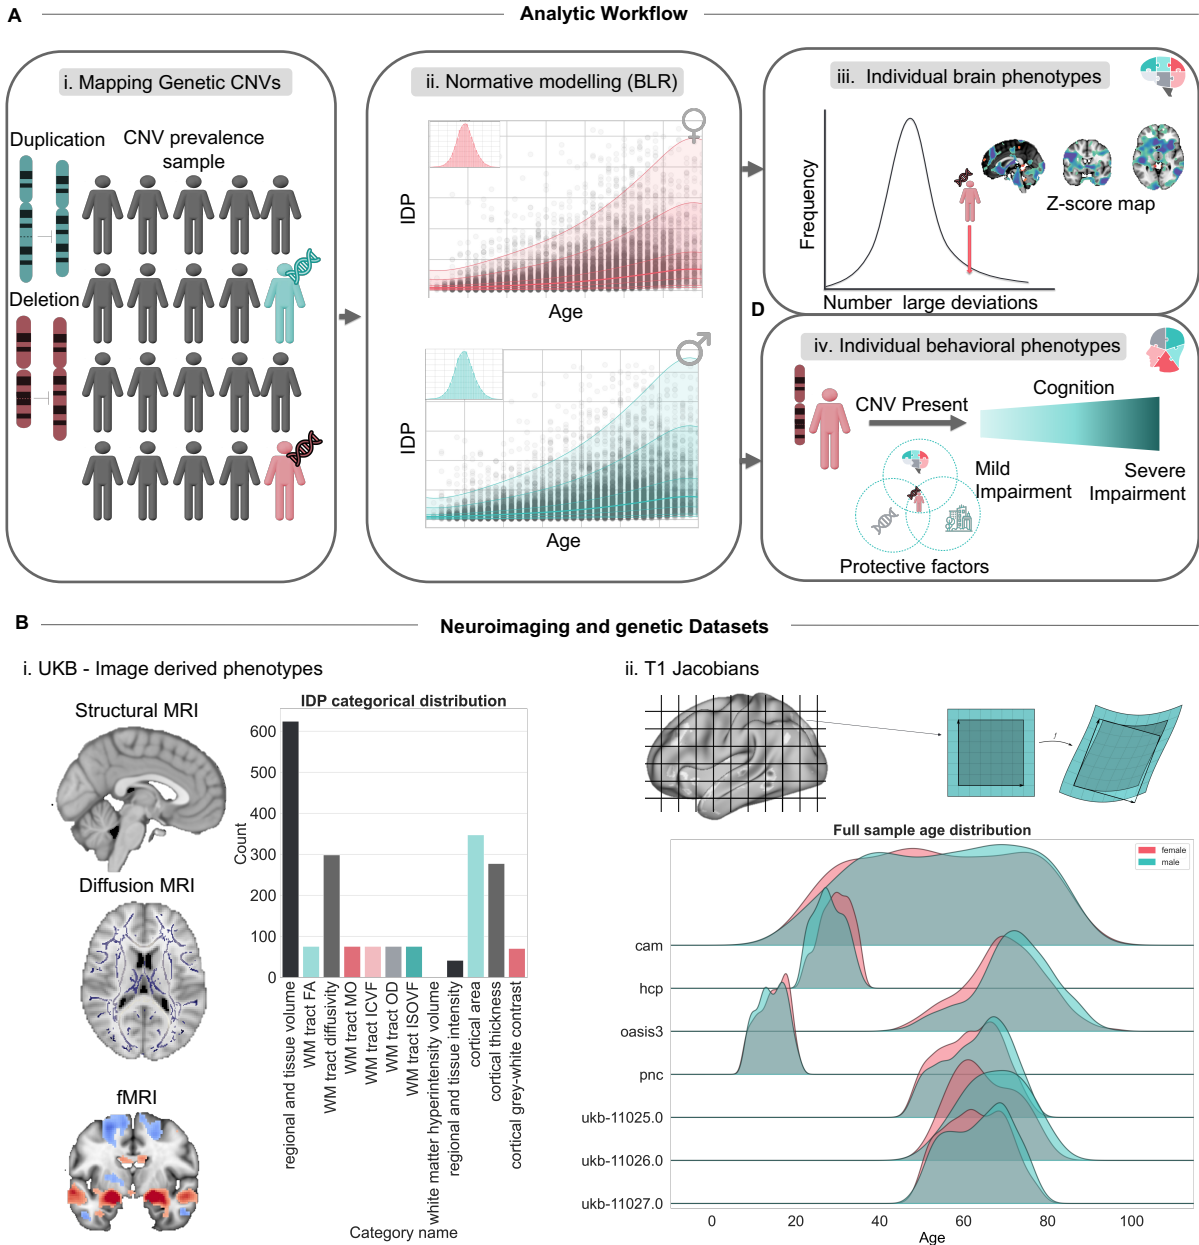 A
Analytic Workflow
i. Mapping Genetic CNVs
Duplication
CNV prevalence
sample
Deletion
ii. Normative modelling (BLR)
IDP
Age
IDP
Age
iii. Individual brain phenotypes
Frequency
Z-score map
Number large deviations
D
iv. Individual behavioral phenotypes
Cognition
CNV Present
Mild
Impairment
Severe
Impairment
Protective factors
B
Neuroimaging and genetic Datasets
i. UKB - Image derived phenotypes
Structural MRI
Diffusion MRI
fMRI
IDP categorical distribution
Count
600
500
400
300
200
100
0
regional and tissue volume
WM tract FA
WM tract diffusivity
WM tract MO
WM tract ICVF
WM tract OD
WM tract ISOVF
white matter hyperintensity volume
regional and tissue intensity
cortical area
cortical thickness
cortical grey-white contrast
Category name
ii. T1 Jacobians
f
Full sample age distribution
female
male
cam
hcp
oasis3
pnc
ukb-11025.0
ukb-11026.0
ukb-11027.0
0
20
40
60
80
100
Age